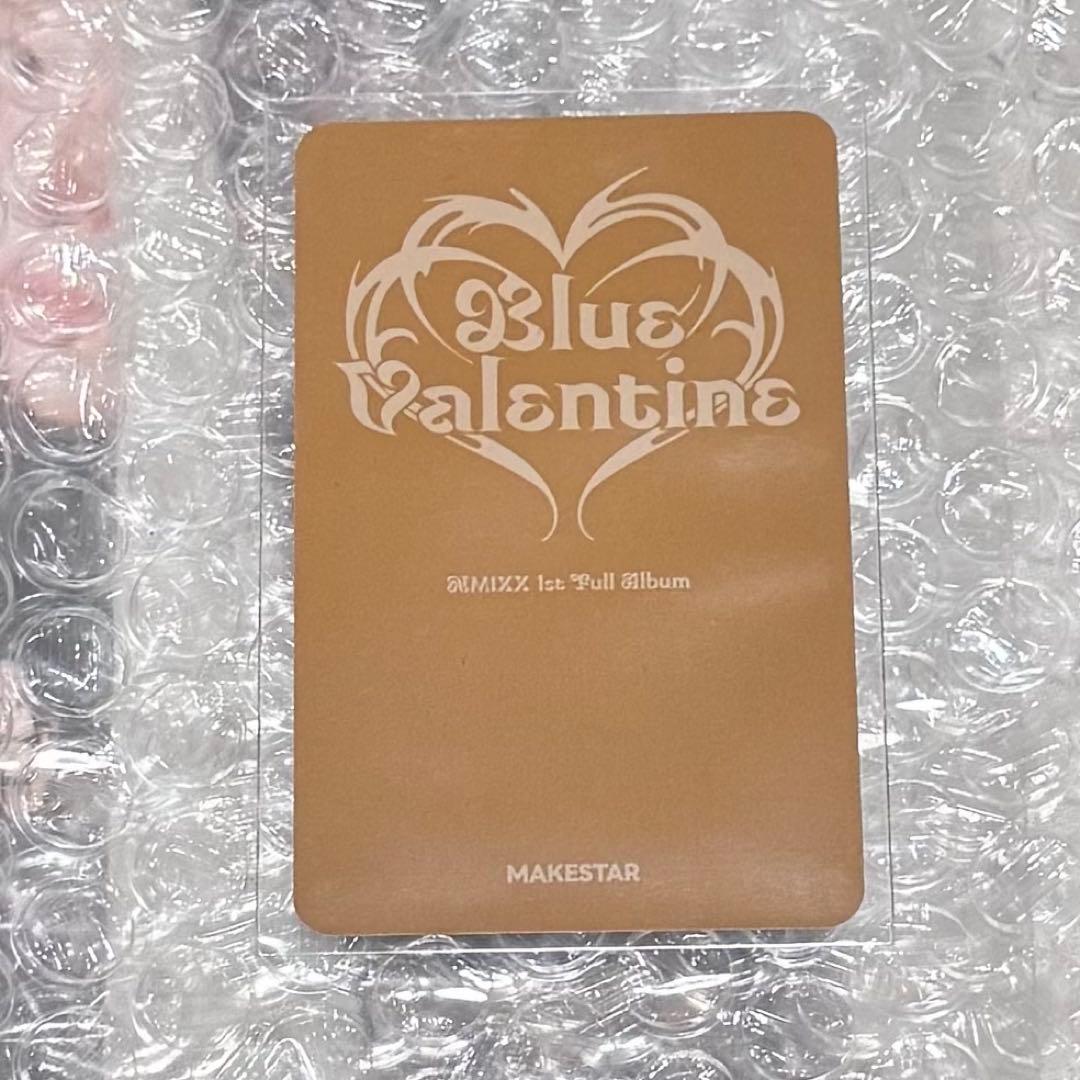 Blue
Valentine
NMIXX 1st Full Album
MAKESTAR